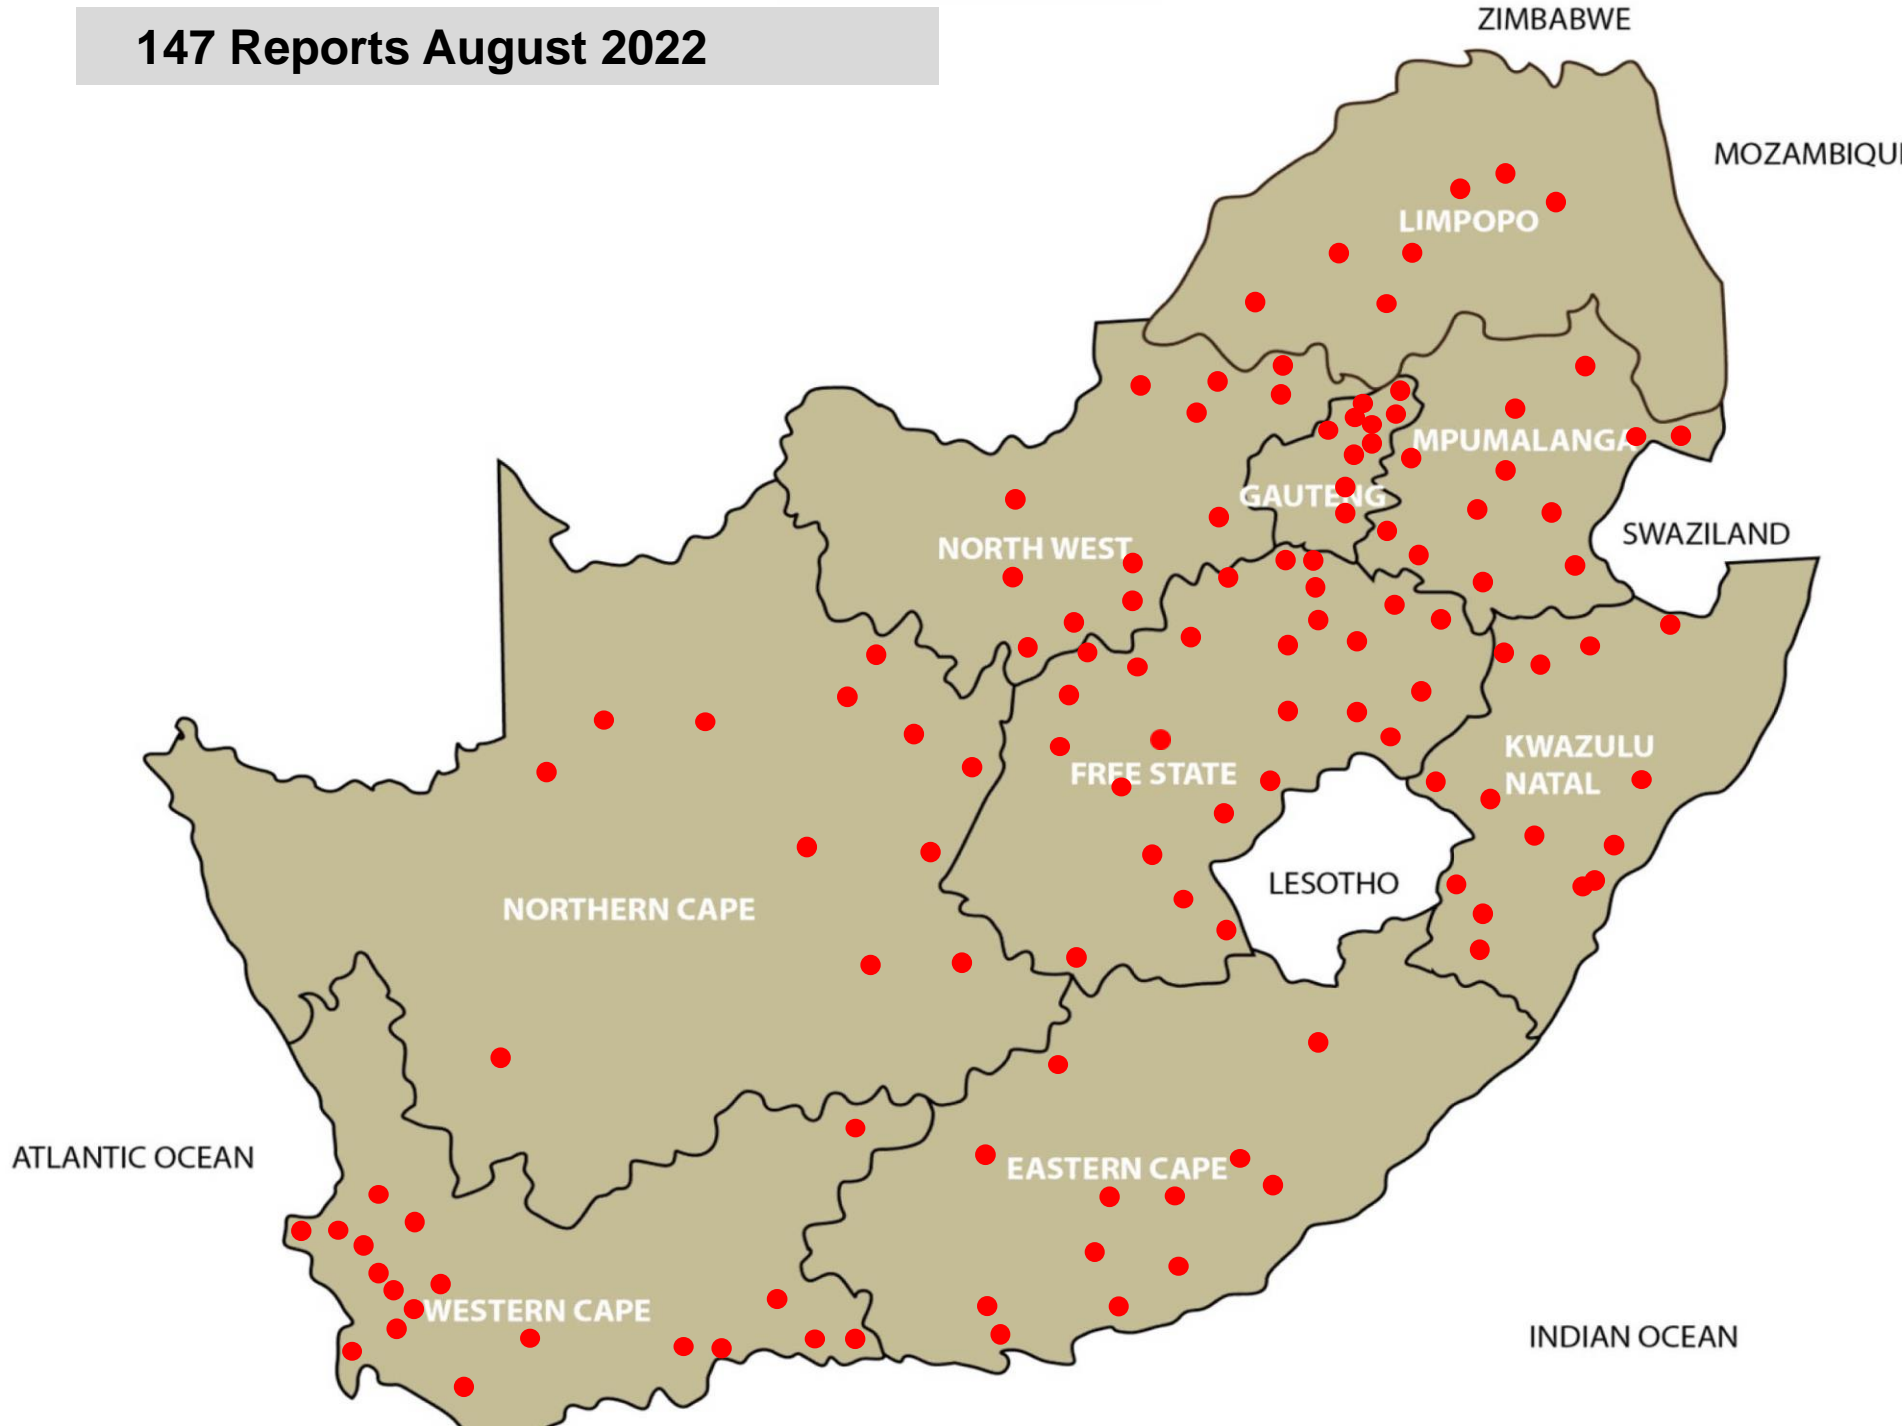 147 Reports August 2022
ZIMBABWE
MOZAMBIQUE
LIMPOPO
MPUMALANGA
GAUTENG
SWAZILAND
NORTH WEST
KWAZULU
NATAL
FREE STATE
LESOTHO
NORTHERN CAPE
ATLANTIC OCEAN
EASTERN CAPE
WESTERN CAPE
INDIAN OCEAN